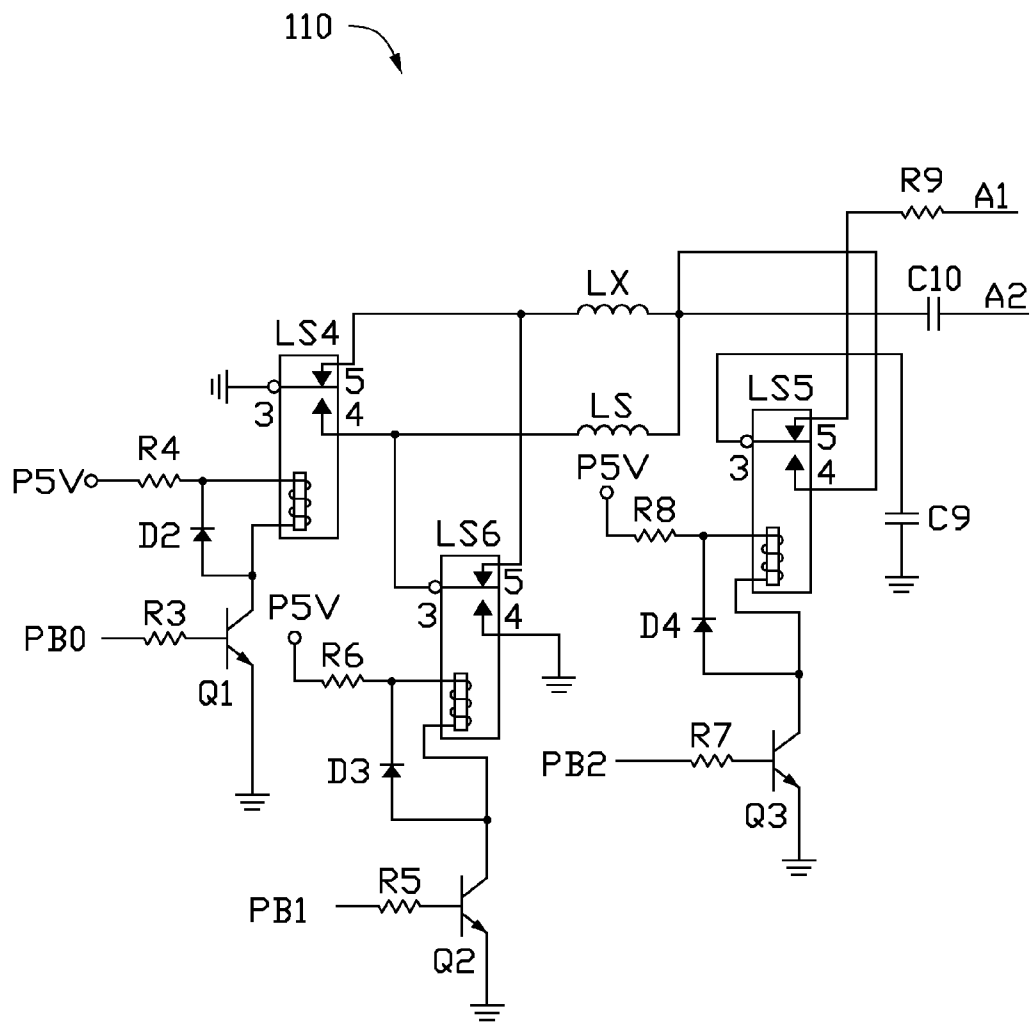 110
R9 A1
LX C10 A2
LS4
5
3 4
LS LS5
5
3 4
R4 P5V
P5V
R8 C9
D2 LS6
5
3 4
P5V
R3 D4
PB0 R6
Q1
R7
D3 PB2
Q3
R5
PB1
Q2